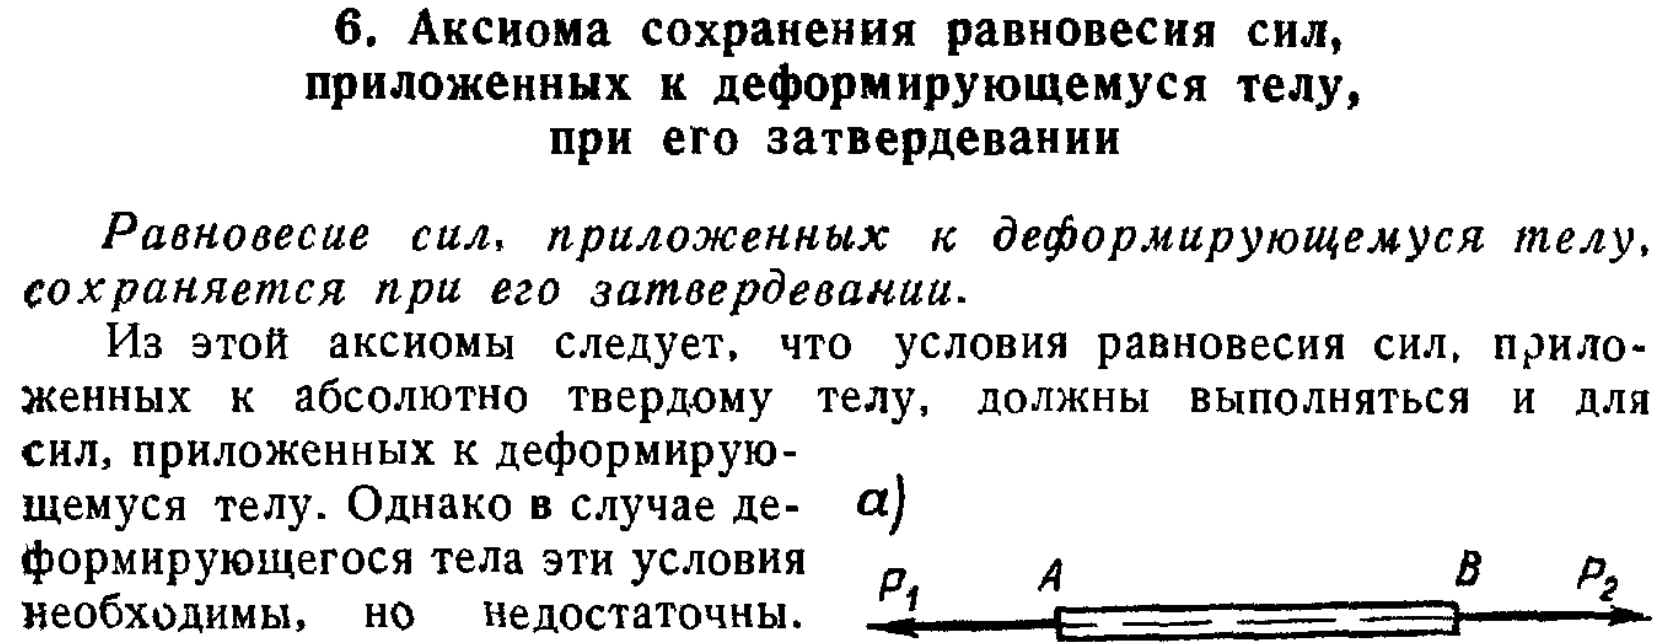 6. Аксиома сохранения равновесия сил,
приложенных к деформирующемуся телу,
при его затвердевании
Равновесие сил, приложенных к деформирующемуся телу,
сохраняется при его затвердевании.
Из этой аксиомы следует, что условия равновесия сил, прило-
женных к абсолютно твердому телу, должны выполняться и для
сил, приложенных к деформирую-
щемуся телу. Однако в случае де-
формирующегося тела эти условия
необходимы, но недостаточны.
а)
P₁ A B P₂